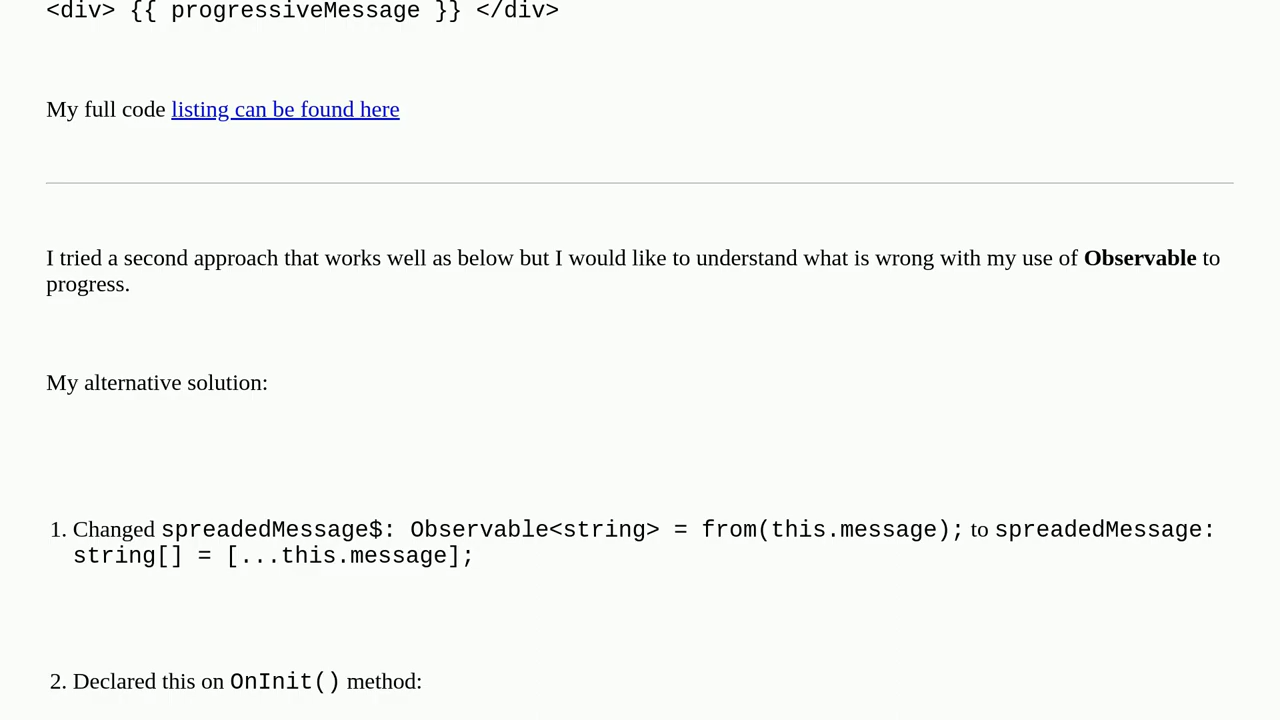 <div> {{ progressiveMessage }} </div>
My full code listing can be found here
I tried a second approach that works well as below but I would like to understand what is wrong with my use of Observable to
progress.
My alternative solution:
1. Changed spreadedMessage$: Observable<string> = from(this.message); to spreadedMessage:
string[] = [...this.message];
2. Declared this on OnInit() method: